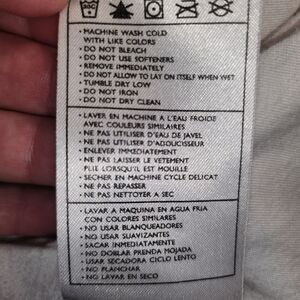 • MACHINE WASH COLD
WITH LIKE COLORS
• DO NOT BLEACH
• DO NOT USE SOFTENERS
• REMOVE IMMEDIATELY
• DO NOT ALLOW TO LAY ON ITSELF WHEN WET
• TUMBLE DRY LOW
• DO NOT IRON
• DO NOT DRY CLEAN
• LAVER EN MACHINE A L'EAU FROIDE
AVEC COULEURS SIMILAIRES
• NE PAS UTILISER D'EAU DE JAVEL
• NE PAS UTILISER D'ADOUCISSEUR
• ENLEVER IMMEDIATEMENT
• NE PAS LAISSER LE VETEMENT
PLIE LORSQU'IL EST MOUILLE
• SECHER EN MACHINE CYCLE DELICAT
• NE PAS REPASSER
• NE PAS NETTOYER A SEC
• LAVAR A MAQUINA EN AGUA FRIA
CON COLORES SIMILARES
• NO USAR BLANQUEADORES
• NO USAR SUAVIZANTES
• SACAR INMEDIATAMENTE
• NO DOBLAR PRENDA MOJADA
• USAR SECADORA CICLO LENTO
• NO PLANCHAR
• NO LAVAR EN SECO